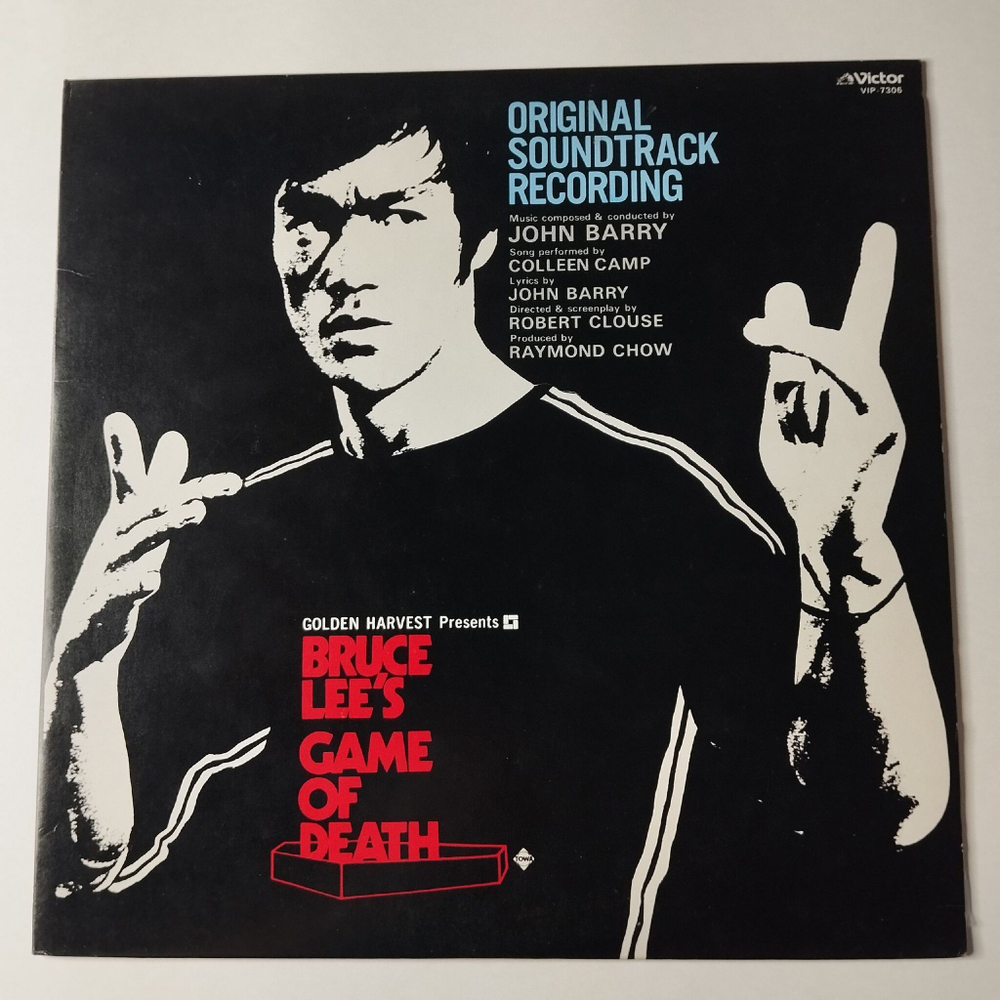 Victor
VIP-7306
ORIGINAL
SOUNDTRACK
RECORDING
Music composed & conducted by
JOHN BARRY
Song performed by
COLLEEN CAMP
Lyrics by
JOHN BARRY
Directed & screenplay by
ROBERT CLOUSE
Produced by
RAYMOND CHOW
GOLDEN HARVEST Presents
BRUCE
LEE'S
GAME
OF
DEATH
TOWA